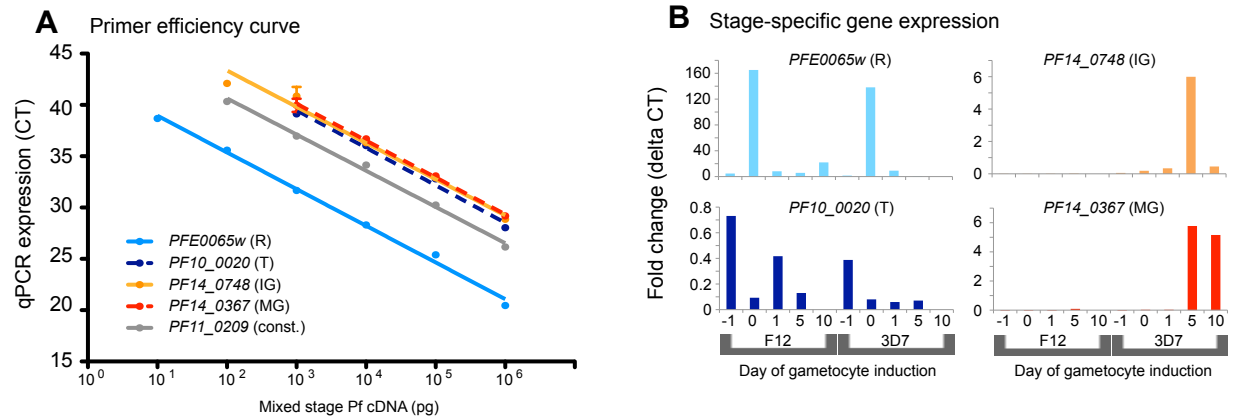 A Primer efficiency curve
qPCR expression (CT)
45
40
35
30
25
20
15
PFE0065w (R)
PF10_0020 (T)
PF14_0748 (IG)
PF14_0367 (MG)
PF11_0209 (const.)
10^0 10^1 10^2 10^3 10^4 10^5 10^6
Mixed stage Pf cDNA (pg)
B Stage-specific gene expression
Fold change (delta CT)
PFE0065w (R)
160
120
80
40
0
PF14_0748 (IG)
6
4
2
0
PF10_0020 (T)
0.8
0.6
0.4
0.2
0
-1 0 1 5 10 -1 0 1 5 10
F12 3D7
Day of gametocyte induction
PF14_0367 (MG)
6
4
2
0
-1 0 1 5 10 -1 0 1 5 10
F12 3D7
Day of gametocyte induction